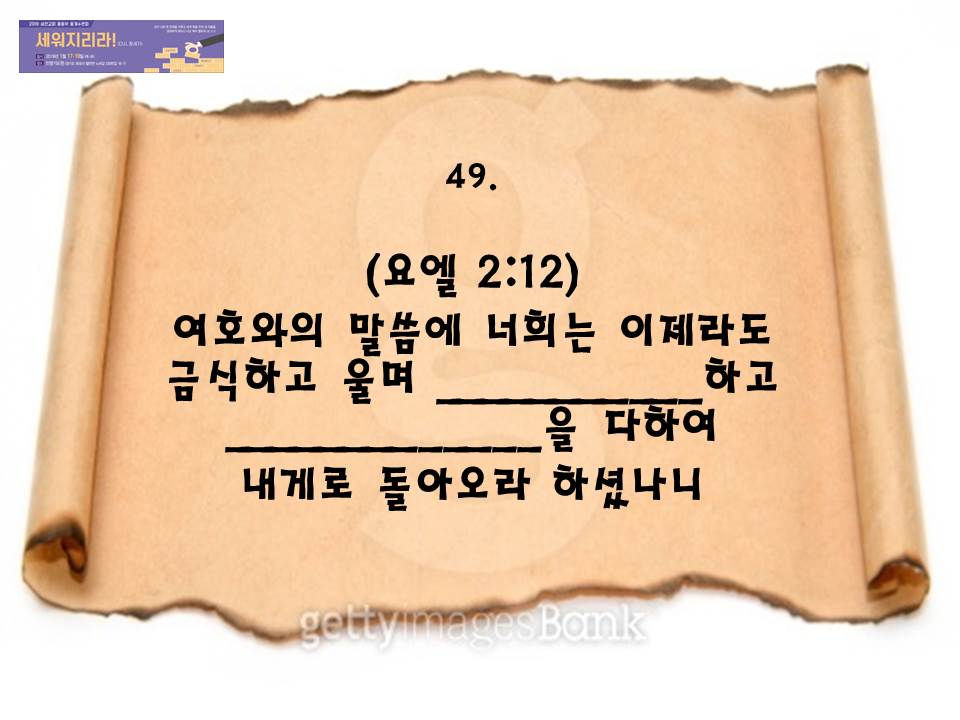 세워지리라!
49.
(요엘 2:12)
여호와의 말씀에 너희는 이제라도
금식하고 울며 ___________하고
_____________을 다하여
내게로 돌아오라 하셨나니
gettyimagesBank